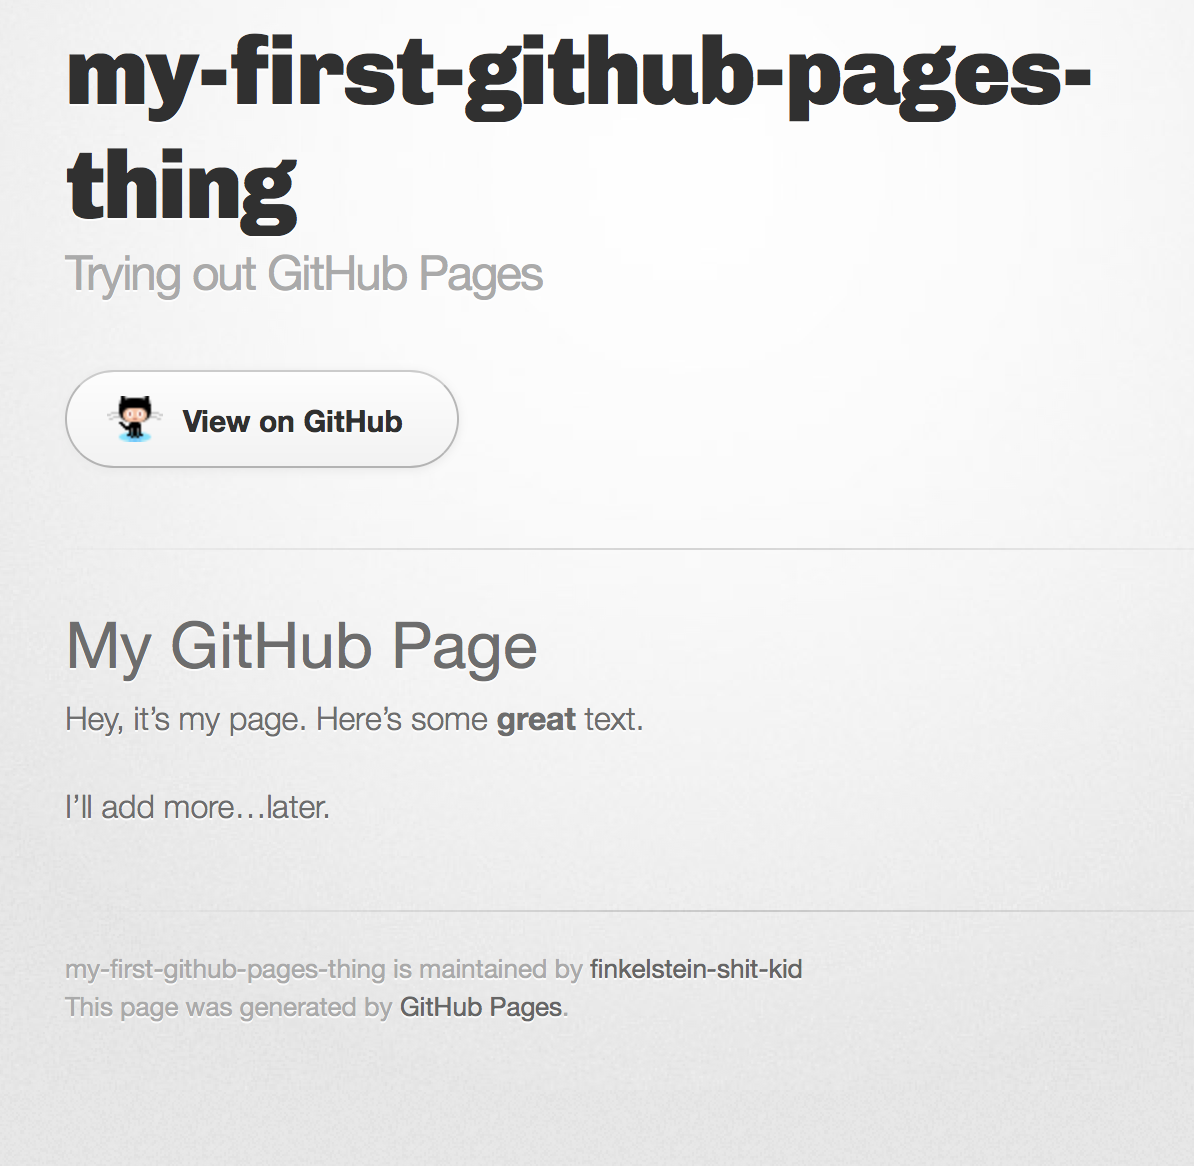 my-first-github-pages-
thing
Trying out GitHub Pages
View on GitHub
My GitHub Page
Hey, it’s my page. Here’s some great text.
I’ll add more…later.
my-first-github-pages-thing is maintained by finkelstein-shit-kid
This page was generated by GitHub Pages.